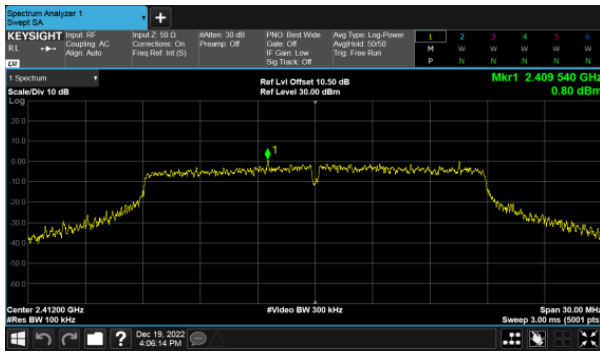 Spectrum Analyzer 1
Swept SA
+
KEYSIGHT
RL
Input: RF
Coupling: AC
Align: Auto
Input Z: 50 Ω
Corrections: On
Freq Ref: Int (S)
#Atten: 30 dB
Preamp: Off
PNO: Best Wide
Gate: Off
IF Gain: Low
Sig Track: Off
Avg Type: Log-Power
Avg|Hold: 50/50
Trig: Free Run
1 2 3 4 5 6
M W W W W W
P N N N N N
1 Spectrum
Scale/Div 10 dB
Log
Ref Lvl Offset 10.50 dB
Ref Level 30.00 dBm
Mkr1 2.409 540 GHz
0.80 dBm
20.0
10.0
0.00
-10.0
-20.0
-30.0
-40.0
-50.0
-60.0
1
Center 2.41200 GHz
#Res BW 100 kHz
#Video BW 300 kHz
Span 30.00 MHz
Sweep 3.00 ms (5001 pts)
?
Dec 19, 2022
4:06:14 PM